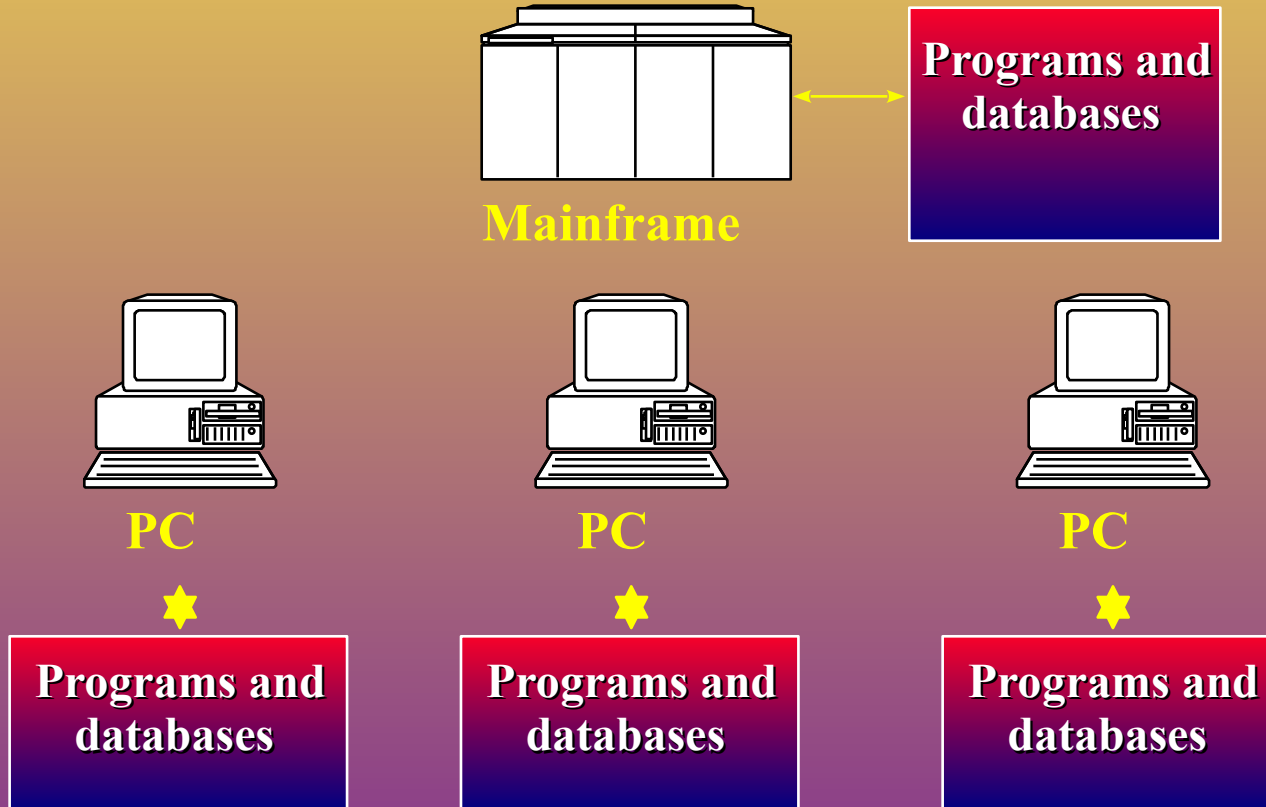 Programs and
databases
Mainframe
PC
PC
PC
Programs and
databases
Programs and
databases
Programs and
databases